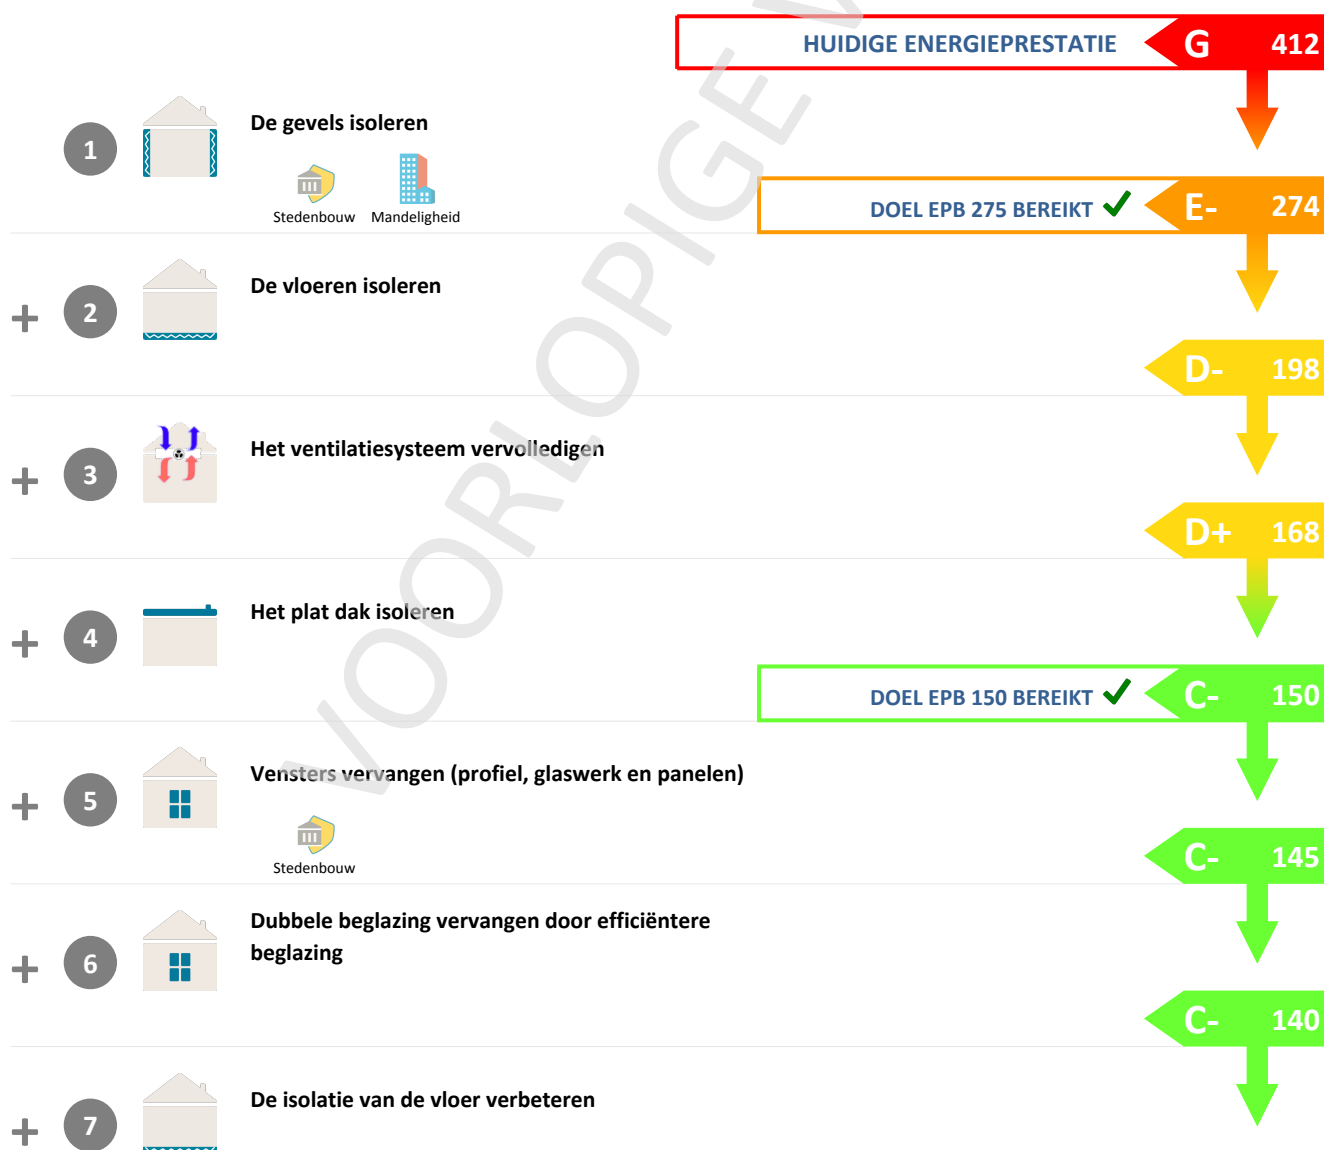 HUIDIGE ENERGIEPRESTATIE G 412
1 De gevels isoleren
Stedenbouw Mandeligheid
DOEL EPB 275 BEREIKT E- 274
+ 2 De vloeren isoleren
D- 198
+ 3 Het ventilatiesysteem vervolledigen
D+ 168
+ 4 Het plat dak isoleren
DOEL EPB 150 BEREIKT C- 150
+ 5 Vensters vervangen (profiel, glaswerk en panelen)
Stedenbouw
C- 145
+ 6 Dubbele beglazing vervangen door efficiëntere
beglazing
C- 140
+ 7 De isolatie van de vloer verbeteren
VOORLOPIGE